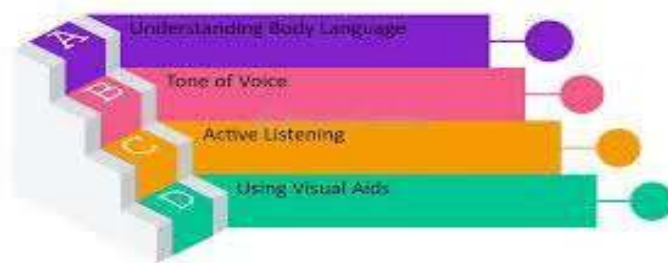 A Understanding Body Language
B Tone of Voice
C Active Listening
D Using Visual Aids